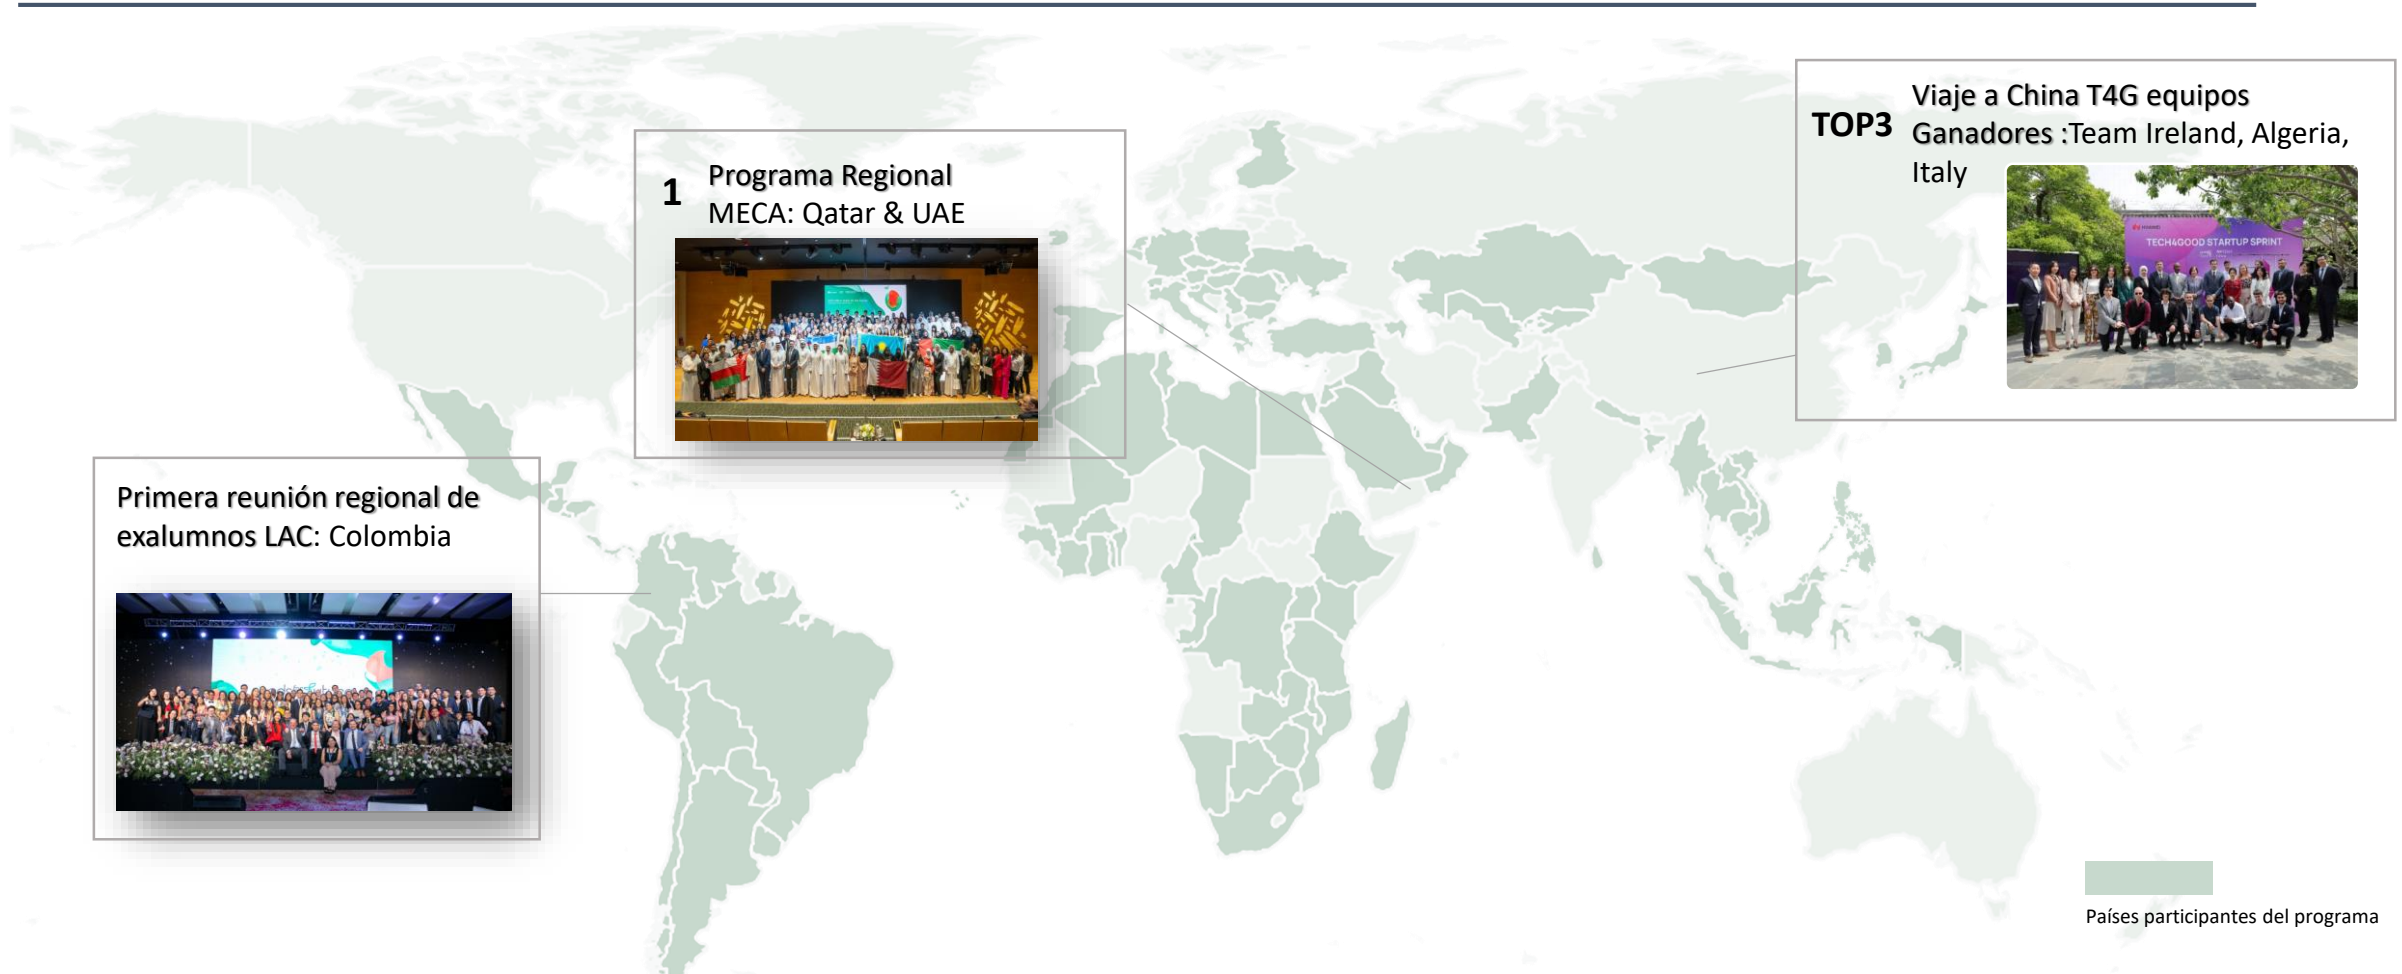 TOP3
Viaje a China T4G equipos
Ganadores :Team Ireland, Algeria,
Italy
TECH4GOOD STARTUP SPRINT
1
Programa Regional
MECA: Qatar & UAE
Primera reunión regional de
exalumnos LAC: Colombia
Países participantes del programa